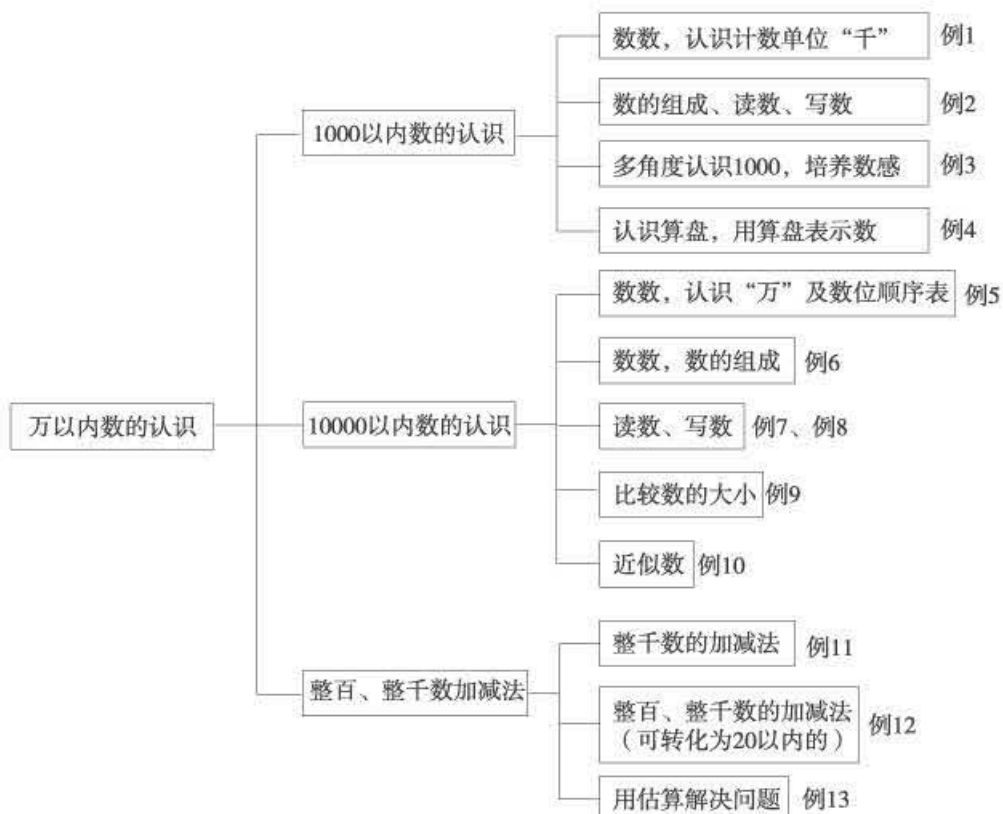 数数，认识计数单位“千” 例1
数的组成、读数、写数 例2
1000以内数的认识
多角度认识1000，培养数感 例3
认识算盘，用算盘表示数 例4
数数，认识“万”及数位顺序表 例5
数数，数的组成 例6
万以内数的认识
10000以内数的认识
读数、写数 例7、例8
比较数的大小 例9
近似数 例10
整千数的加减法 例11
整百、整千数加减法
整百、整千数的加减法
（可转化为20以内的） 例12
用估算解决问题 例13